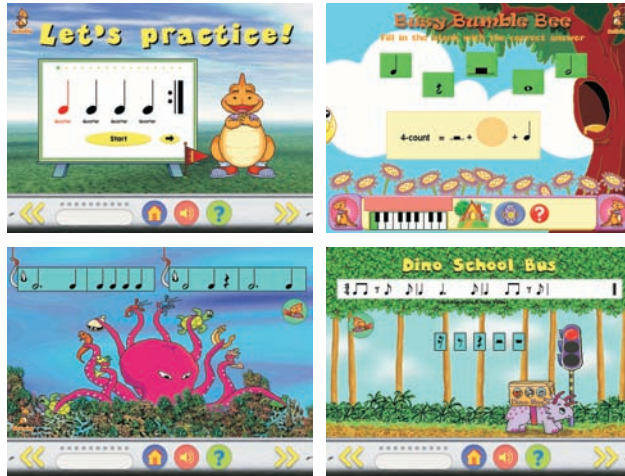 Let's practice!
Quarter Quarter Quarter Quarter
Start
?
Busy Bumble Bee
Fill in the blank with the correct answer
4-count = + +
?
?
Dino School Bus
?